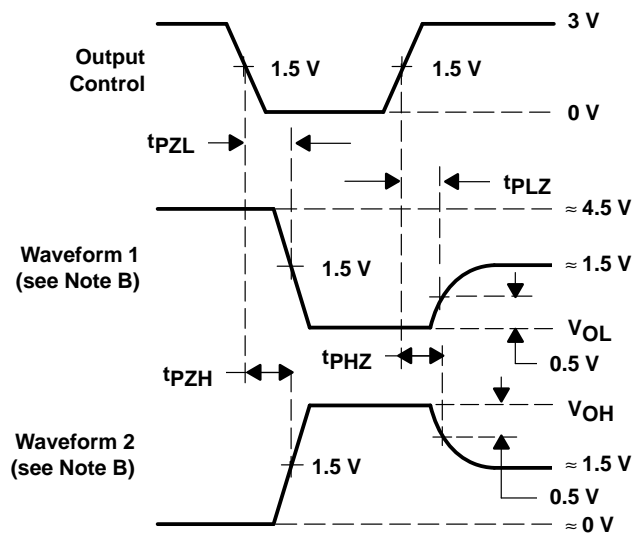 3 V
Output
Control
1.5 V
1.5 V
0 V
tPZL
tPLZ
≈ 4.5 V
Waveform 1
(see Note B)
1.5 V
≈ 1.5 V
VOL
tPHZ
0.5 V
tPZH
VOH
Waveform 2
(see Note B)
1.5 V
≈ 1.5 V
0.5 V
≈ 0 V